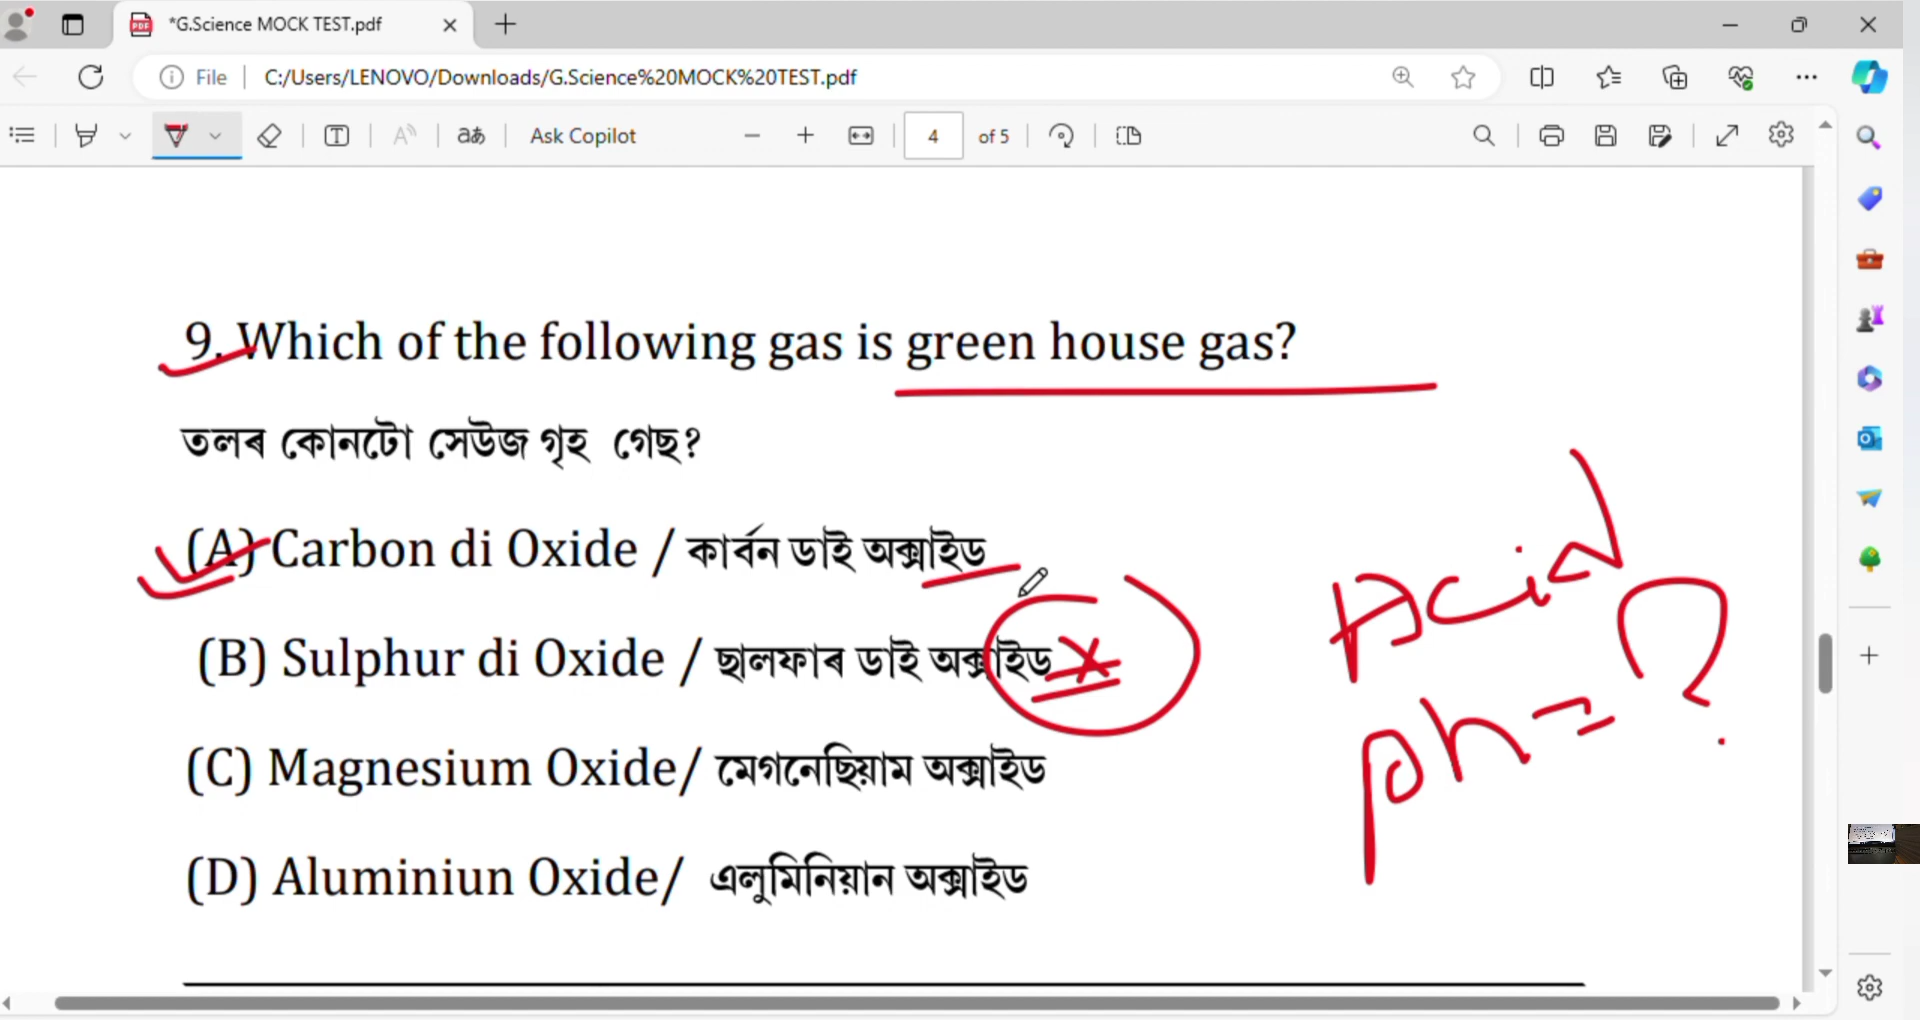 *G.Science MOCK TEST.pdf
File C:/Users/LENOVO/Downloads/G.Science%20MOCK%20TEST.pdf
aあ Ask Copilot 4 of 5
9. Which of the following gas is green house gas?
তলৰ কোনটো সেউজ গৃহ গেছ?
(A) Carbon di Oxide / কাৰ্বন ডাই অক্সাইড
(B) Sulphur di Oxide / ছালফাৰ ডাই অক্সাইড
(C) Magnesium Oxide/ মেগনেছিয়াম অক্সাইড
(D) Aluminiun Oxide/ এলুমিনিয়ান অক্সাইড
Acid
ph = ?